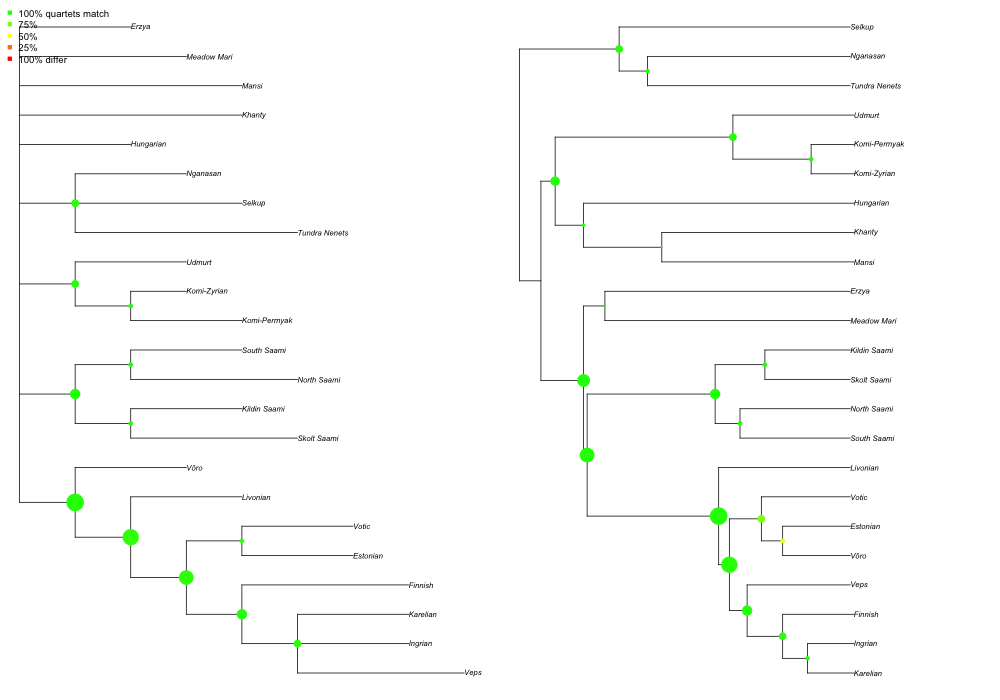 100% quartets match
75%
50%
25%
100% differ
Erzya
Meadow Mari
Mansi
Khanty
Hungarian
Nganasan
Selkup
Tundra Nenets
Udmurt
Komi-Zyrian
Komi-Permyak
South Saami
North Saami
Kildin Saami
Skolt Saami
Võro
Livonian
Votic
Estonian
Finnish
Karelian
Ingrian
Veps
Selkup
Nganasan
Tundra Nenets
Udmurt
Komi-Permyak
Komi-Zyrian
Hungarian
Khanty
Mansi
Erzya
Meadow Mari
Kildin Saami
Skolt Saami
North Saami
South Saami
Livonian
Votic
Estonian
Võro
Veps
Finnish
Ingrian
Karelian